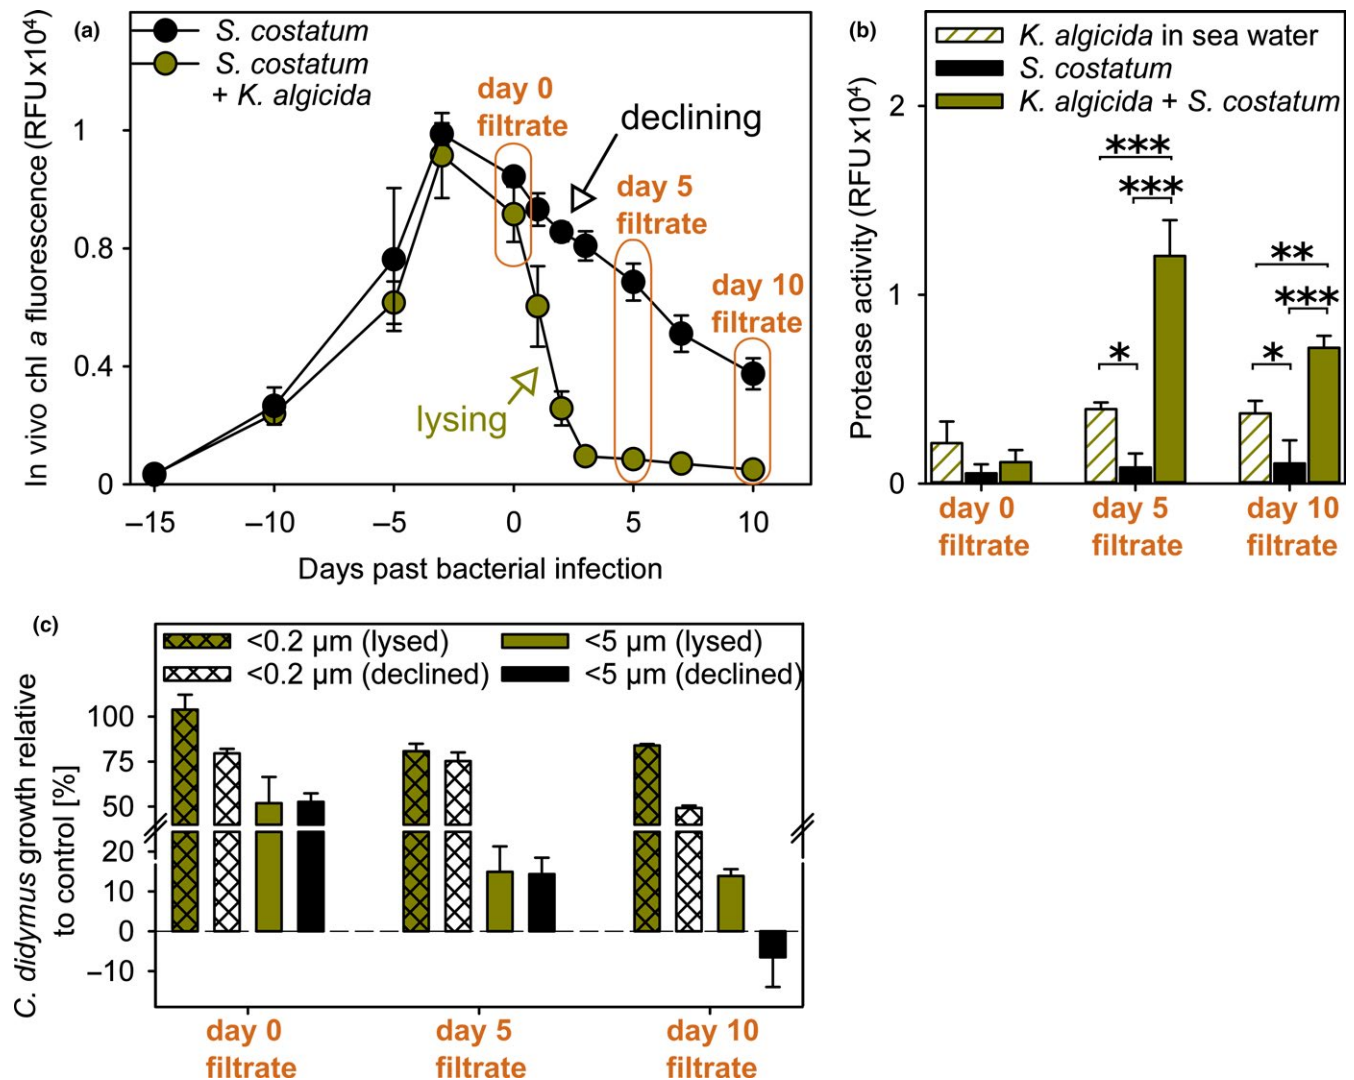 (a)
In vivo chl a fluorescence (RFU x10⁴)
S. costatum
S. costatum
+ K. algicida
day 0
filtrate
declining
day 5
filtrate
day 10
filtrate
lysing
1
0.8
0.4
0
–15
–10
–5
0
5
10
Days past bacterial infection
(b)
Protease activity (RFU x10⁴)
K. algicida in sea water
S. costatum
K. algicida + S. costatum
2
1
0
***
***
*
**
***
*
day 0
filtrate
day 5
filtrate
day 10
filtrate
(c)
C. didymus growth relative
to control [%]
<0.2 µm (lysed)
<5 µm (lysed)
<0.2 µm (declined)
<5 µm (declined)
100
75
50
20
10
0
–10
day 0
filtrate
day 5
filtrate
day 10
filtrate